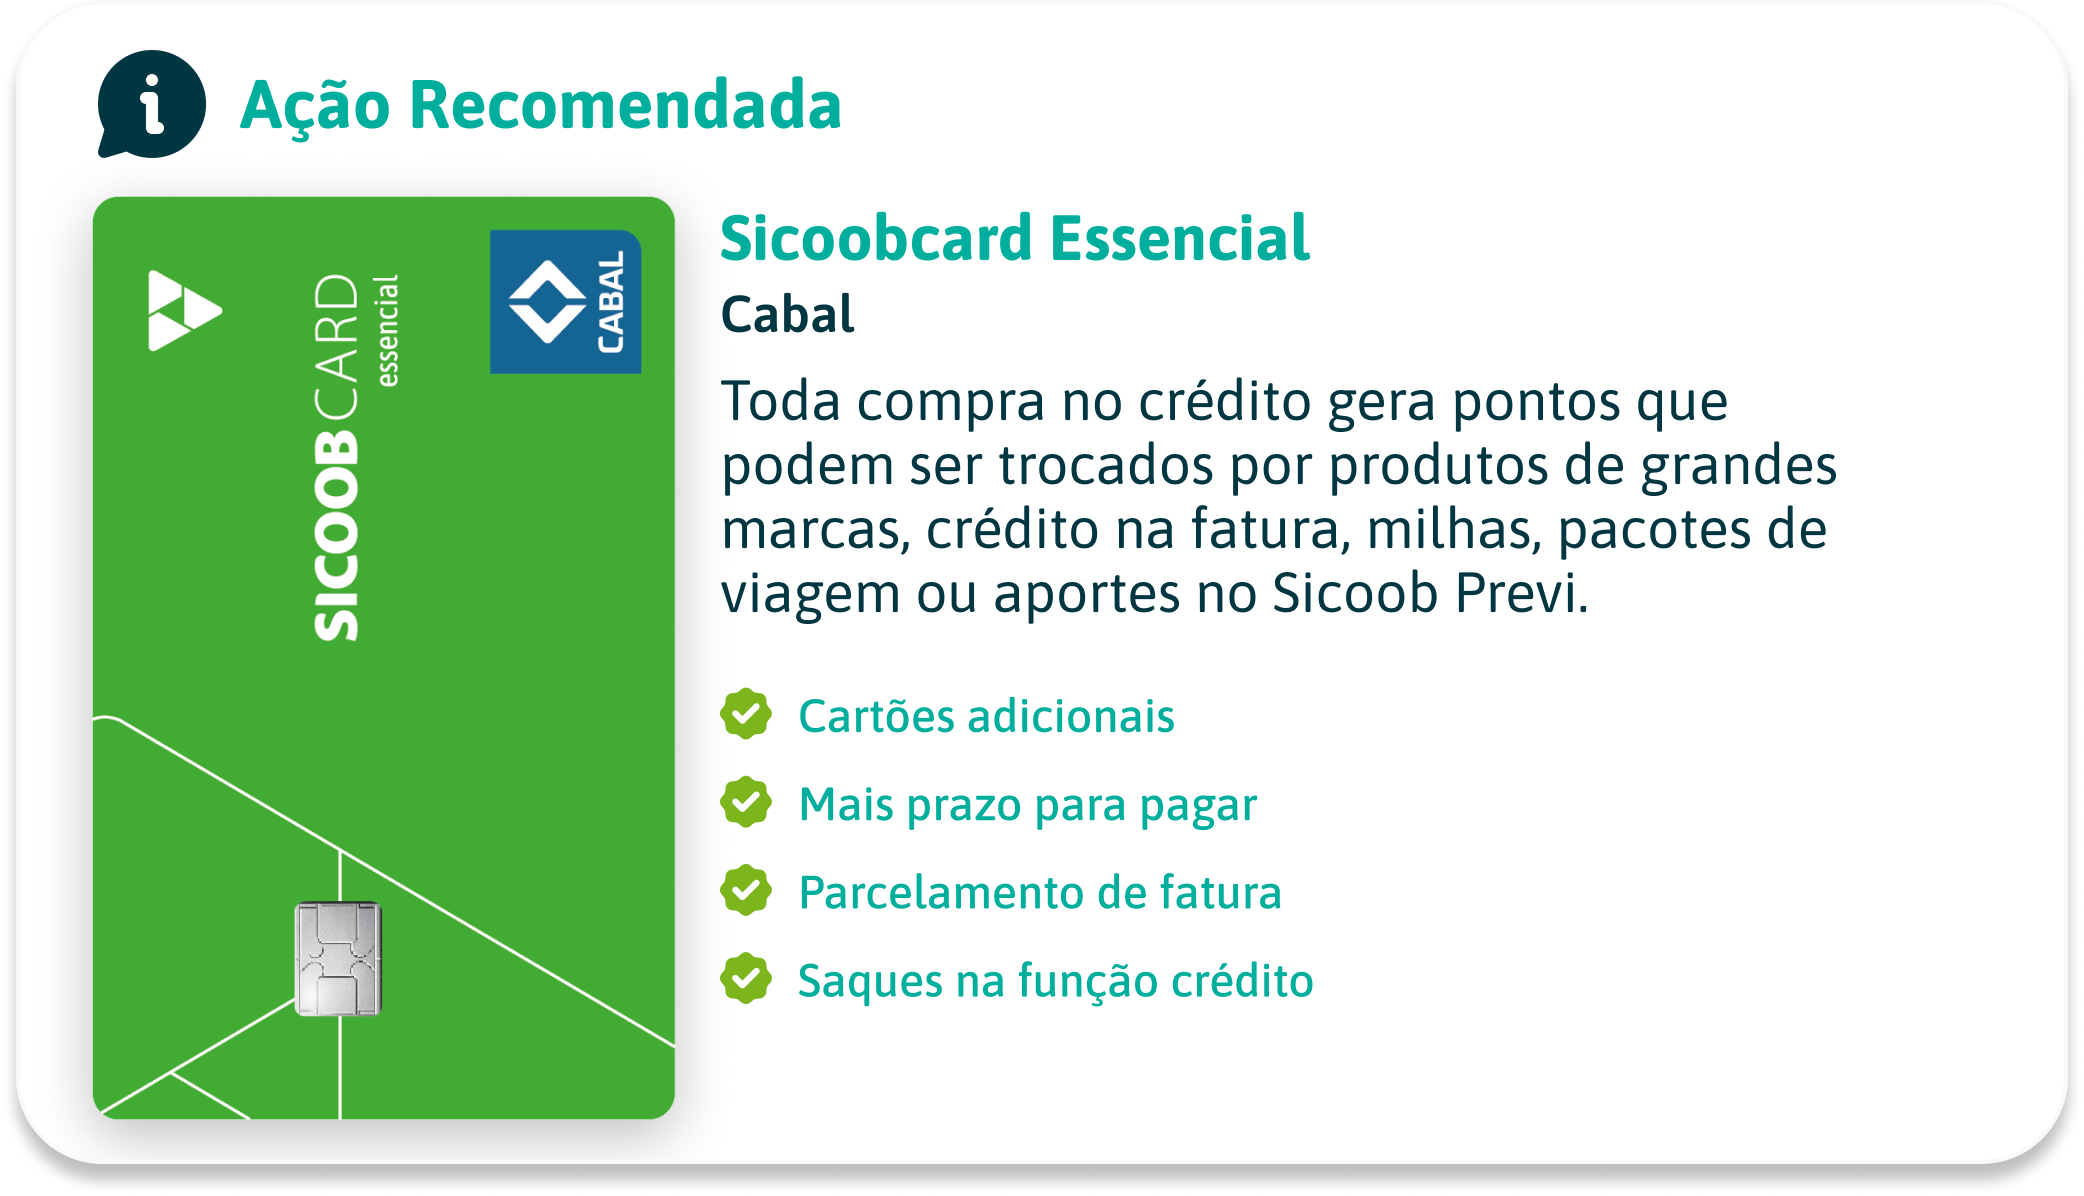 Ação Recomendada
SICOOBCARD
essencial
CABAL
Sicoobcard Essencial
Cabal
Toda compra no crédito gera pontos que
podem ser trocados por produtos de grandes
marcas, crédito na fatura, milhas, pacotes de
viagem ou aportes no Sicoob Previ.
Cartões adicionais
Mais prazo para pagar
Parcelamento de fatura
Saques na função crédito